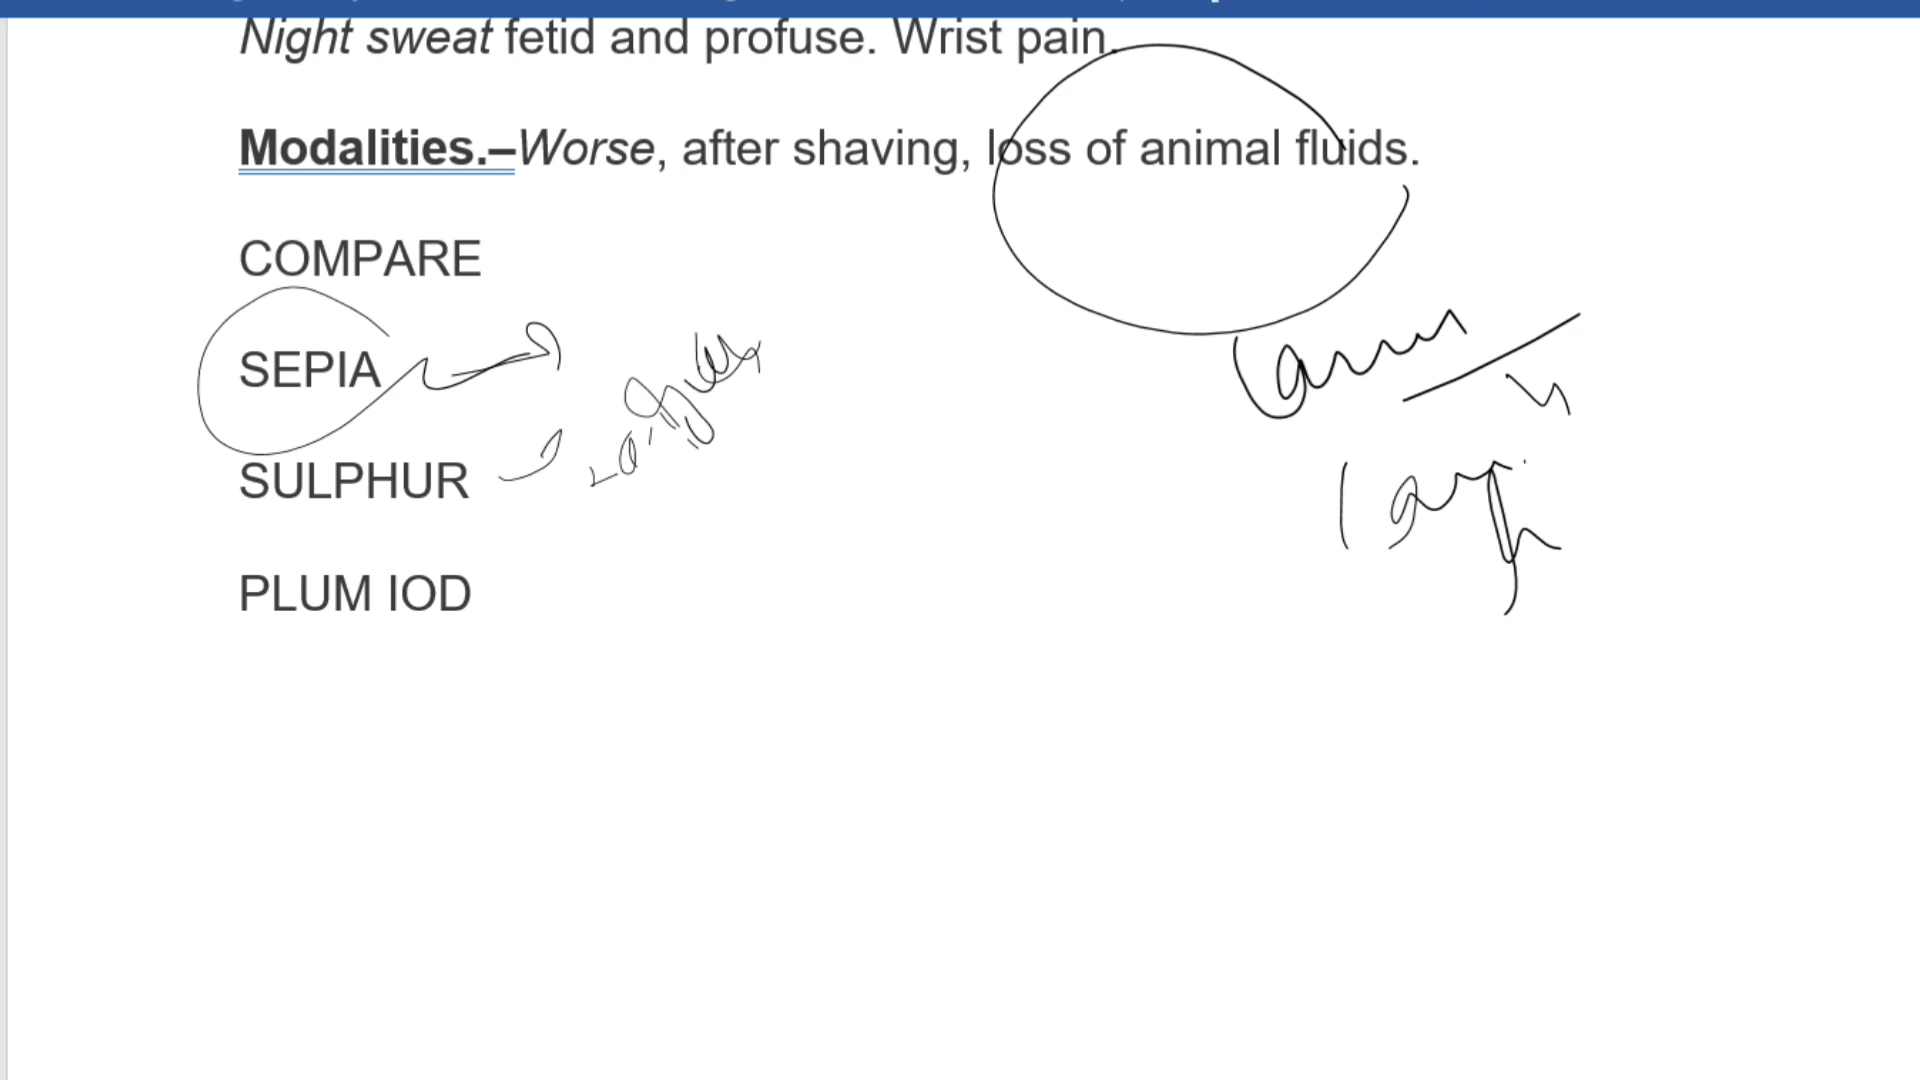 Night sweat fetid and profuse. Wrist pain.
Modalities.–Worse, after shaving, loss of animal fluids.
COMPARE
SEPIA
SULPHUR
PLUM IOD